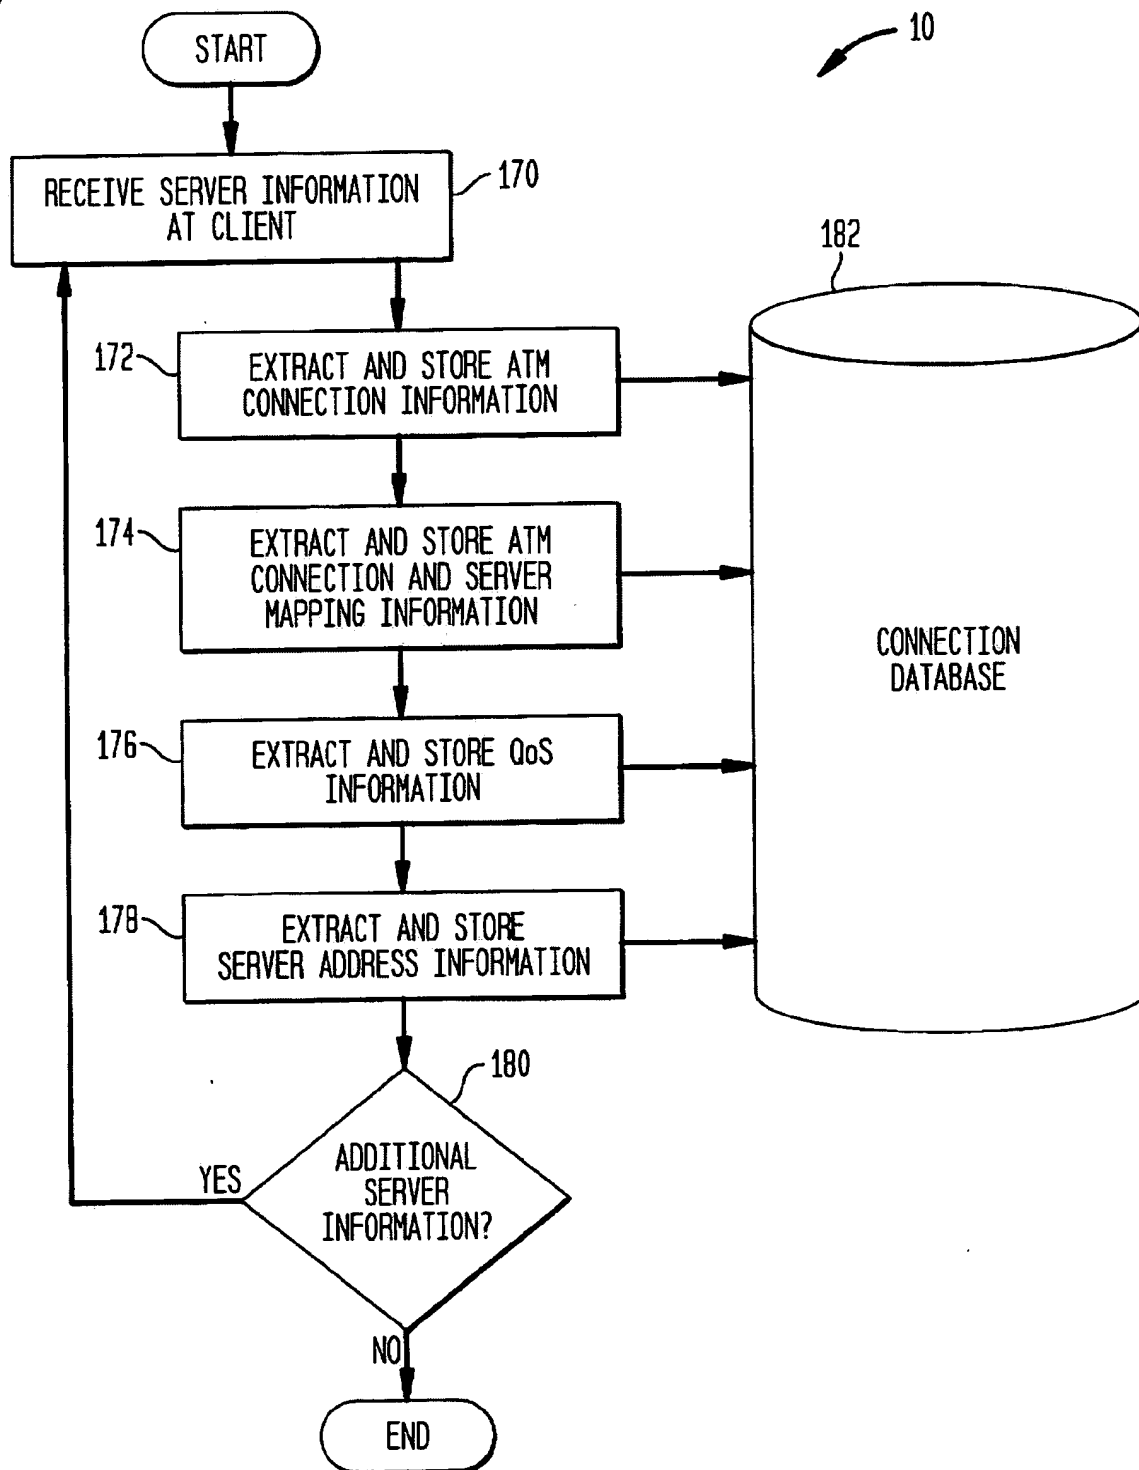 START
10
RECEIVE SERVER INFORMATION
AT CLIENT
170
182
172
EXTRACT AND STORE ATM
CONNECTION INFORMATION
174
EXTRACT AND STORE ATM
CONNECTION AND SERVER
MAPPING INFORMATION
CONNECTION
DATABASE
176
EXTRACT AND STORE QoS
INFORMATION
178
EXTRACT AND STORE
SERVER ADDRESS INFORMATION
180
ADDITIONAL
SERVER
INFORMATION?
YES
NO
END